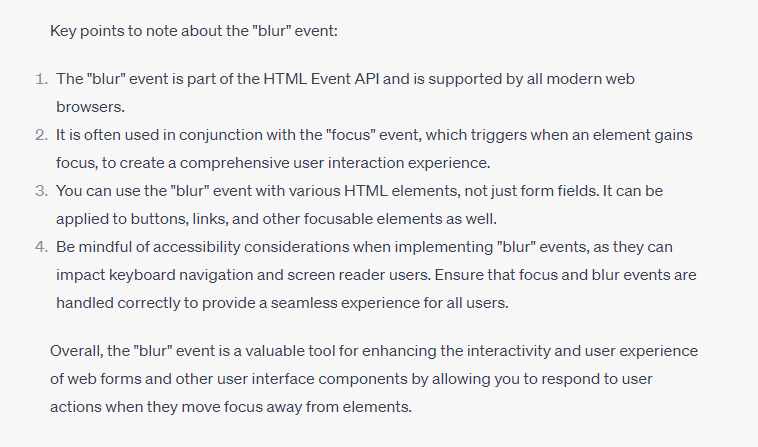 Key points to note about the "blur" event:
1. The "blur" event is part of the HTML Event API and is supported by all modern web
browsers.
2. It is often used in conjunction with the "focus" event, which triggers when an element gains
focus, to create a comprehensive user interaction experience.
3. You can use the "blur" event with various HTML elements, not just form fields. It can be
applied to buttons, links, and other focusable elements as well.
4. Be mindful of accessibility considerations when implementing "blur" events, as they can
impact keyboard navigation and screen reader users. Ensure that focus and blur events are
handled correctly to provide a seamless experience for all users.
Overall, the "blur" event is a valuable tool for enhancing the interactivity and user experience
of web forms and other user interface components by allowing you to respond to user
actions when they move focus away from elements.